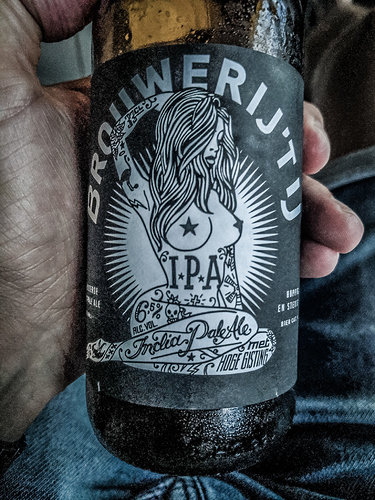 BROUWERIJ 'T IJ
I·P·A
6.5%
ALC. VOL.
India Pale Ale
met
HOGE GISTING